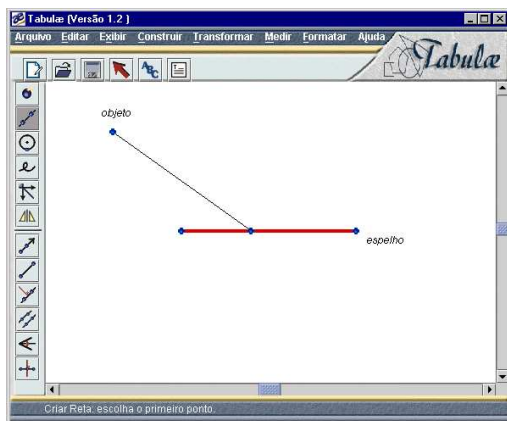 Tabulæ (Versão 1.2 )
Arquivo Editar Exibir Construir Transformar Medir Formatar Ajuda
Tabulæ
ABC
objeto
espelho
Criar Reta: escolha o primeiro ponto.